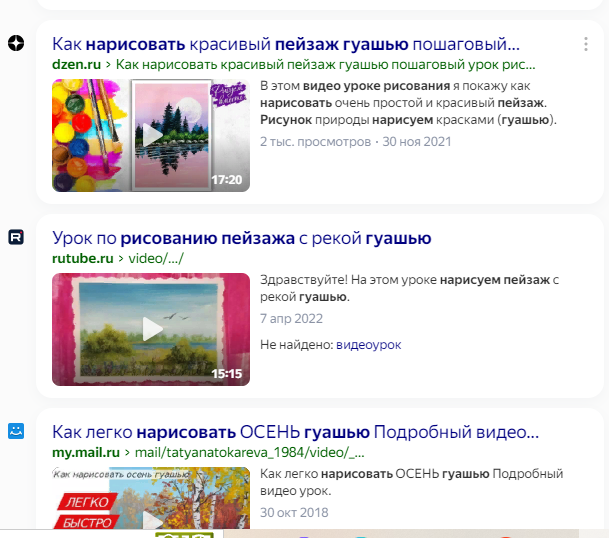 Как нарисовать красивый пейзаж гуашью пошаговый...
dzen.ru › Как нарисовать красивый пейзаж гуашью пошаговый урок рис...
Рисуем
вместе
17:20
В этом видео уроке рисования я покажу как
нарисовать очень простой и красивый пейзаж.
Рисунок природы нарисуем красками (гуашью).
2 тыс. просмотров · 30 ноя 2021
Урок по рисованию пейзажа с рекой гуашью
rutube.ru › video/.../
15:15
Здравствуйте! На этом уроке нарисуем пейзаж с
рекой гуашью.
7 апр 2022
Не найдено: видеоурок
Как легко нарисовать ОСЕНЬ гуашью Подробный видео...
my.mail.ru › mail/tatyanatokareva_1984/video/_...
Как нарисовать осень гуашью
ЛЕГКО
БЫСТРО
Как легко нарисовать ОСЕНЬ гуашью Подробный
видео урок.
30 окт 2018